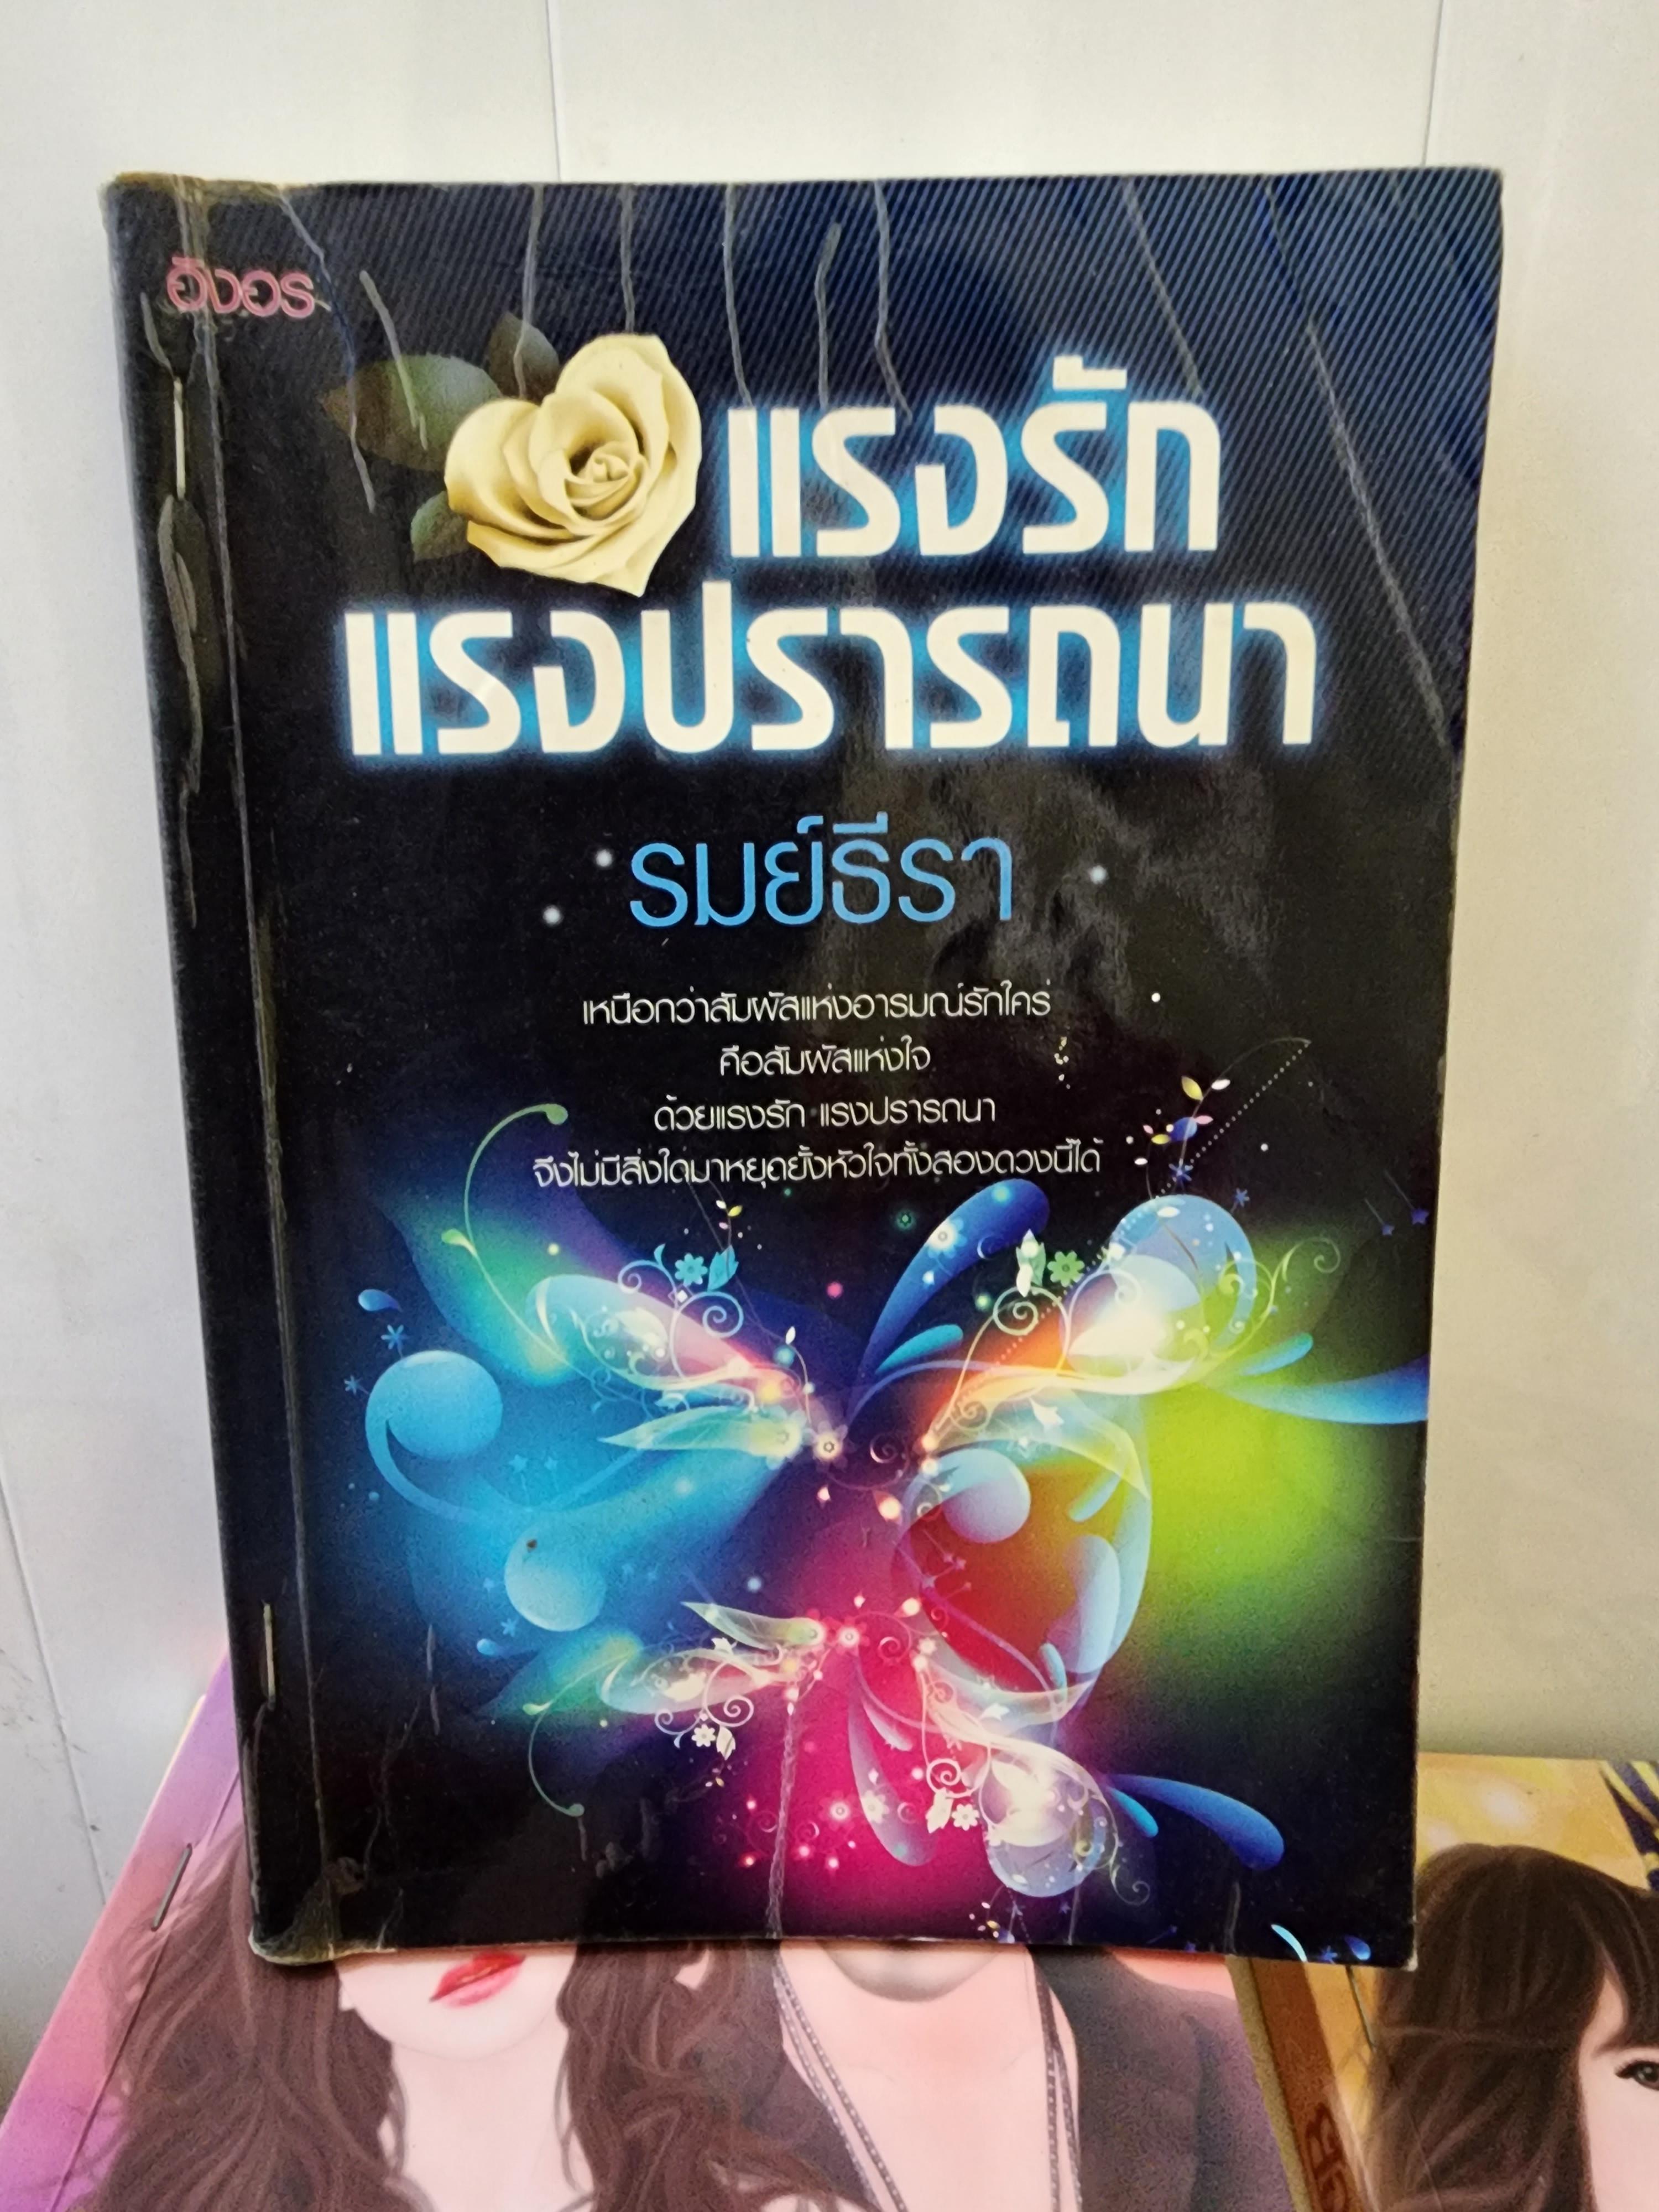 อิงอร
แรงรัก
แรงปรารถนา
รมย์ธีรา
เหนือกว่าสัมผัสแห่งอารมณ์รักใคร่
คือสัมผัสแห่งใจ
ด้วยแรงรัก แรงปรารถนา
จึงไม่มีสิ่งใดมาหยุดยั้งหัวใจทั้งสองดวงนี้ได้